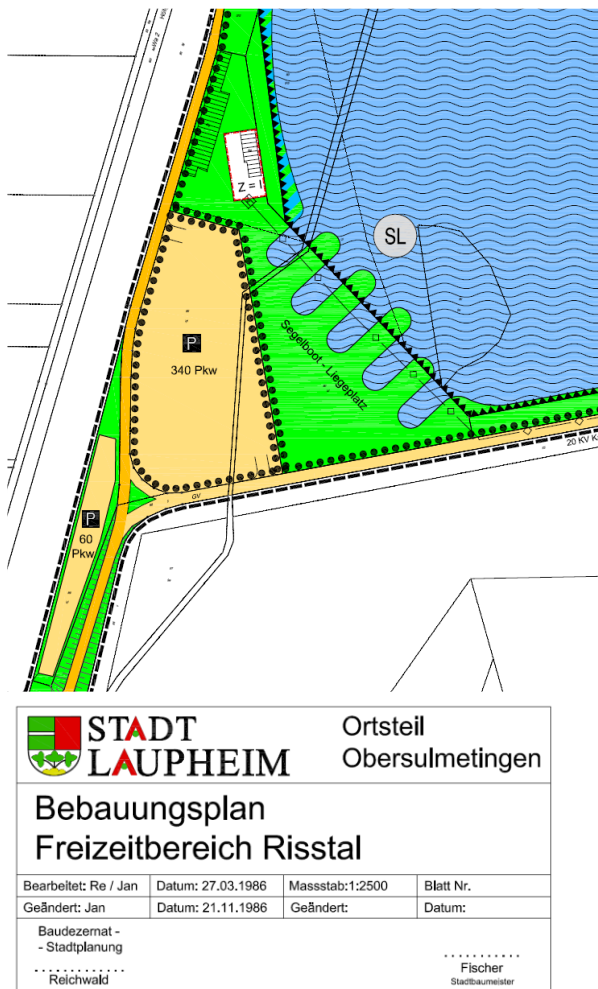 Z = I
SL
P
340 Pkw
Segelboot - Liegeplatz
GV
P
60
Pkw
STADT
LAUPHEIM
Ortsteil
Obersulmetingen
Bebauungsplan
Freizeitbereich Risstal
Bearbeitet: Re / Jan Datum: 27.03.1986 Massstab:1:2500 Blatt Nr.
Geändert: Jan Datum: 21.11.1986 Geändert: Datum:
Baudezernat -
- Stadtplanung
Reichwald
Fischer
Stadtbaumeister